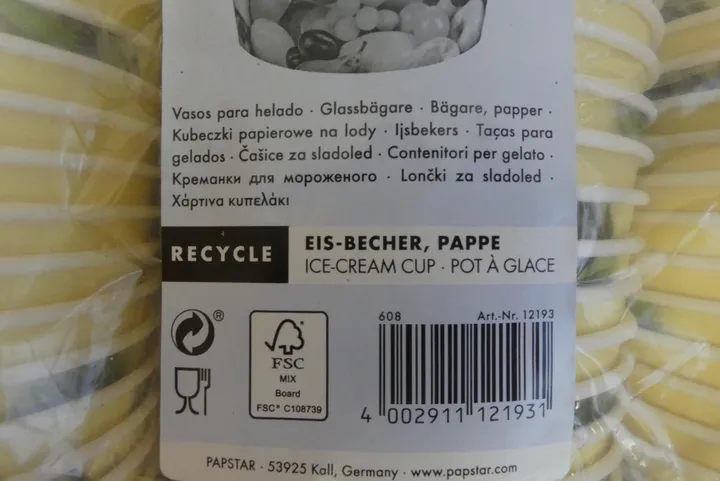 Vasos para helado · Glassbägare · Bägare, papper ·
Kubeczki papierowe na lody · Ijsbekers · Taças para
gelados · Čašice za sladoled · Contenitori per gelato ·
Креманки для мороженого · Lončki za sladoled ·
Χάρτινα κυπελάκι
RECYCLE
EIS-BECHER, PAPPE
ICE-CREAM CUP · POT À GLACE
®
FSC
MIX
Board
FSC® C108739
608 Art.-Nr. 12193
4 002911 121931
PAPSTAR · 53925 Kall, Germany · www.papstar.com